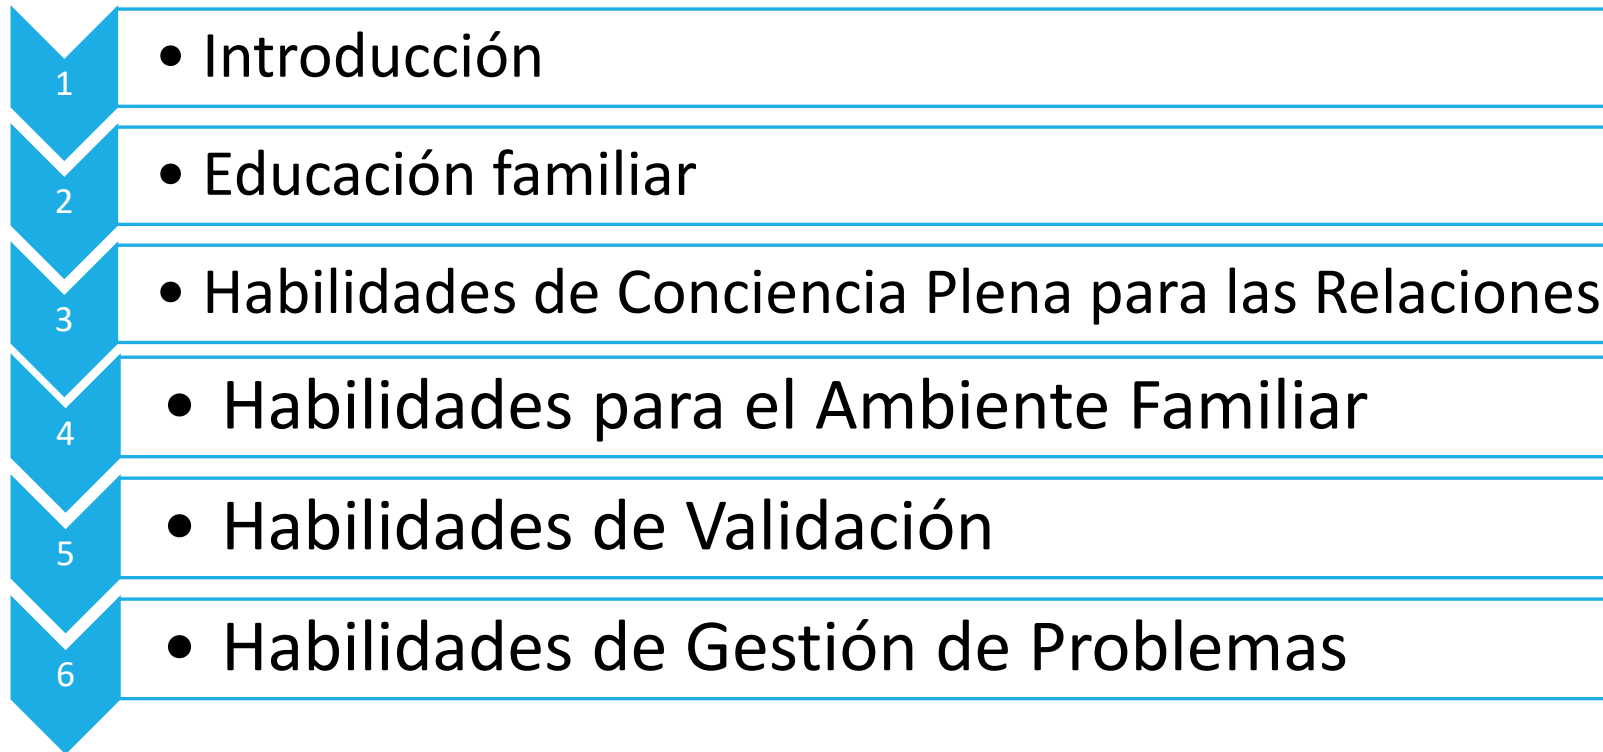 1 • Introducción
2 • Educación familiar
3 • Habilidades de Conciencia Plena para las Relaciones
4 • Habilidades para el Ambiente Familiar
5 • Habilidades de Validación
6 • Habilidades de Gestión de Problemas